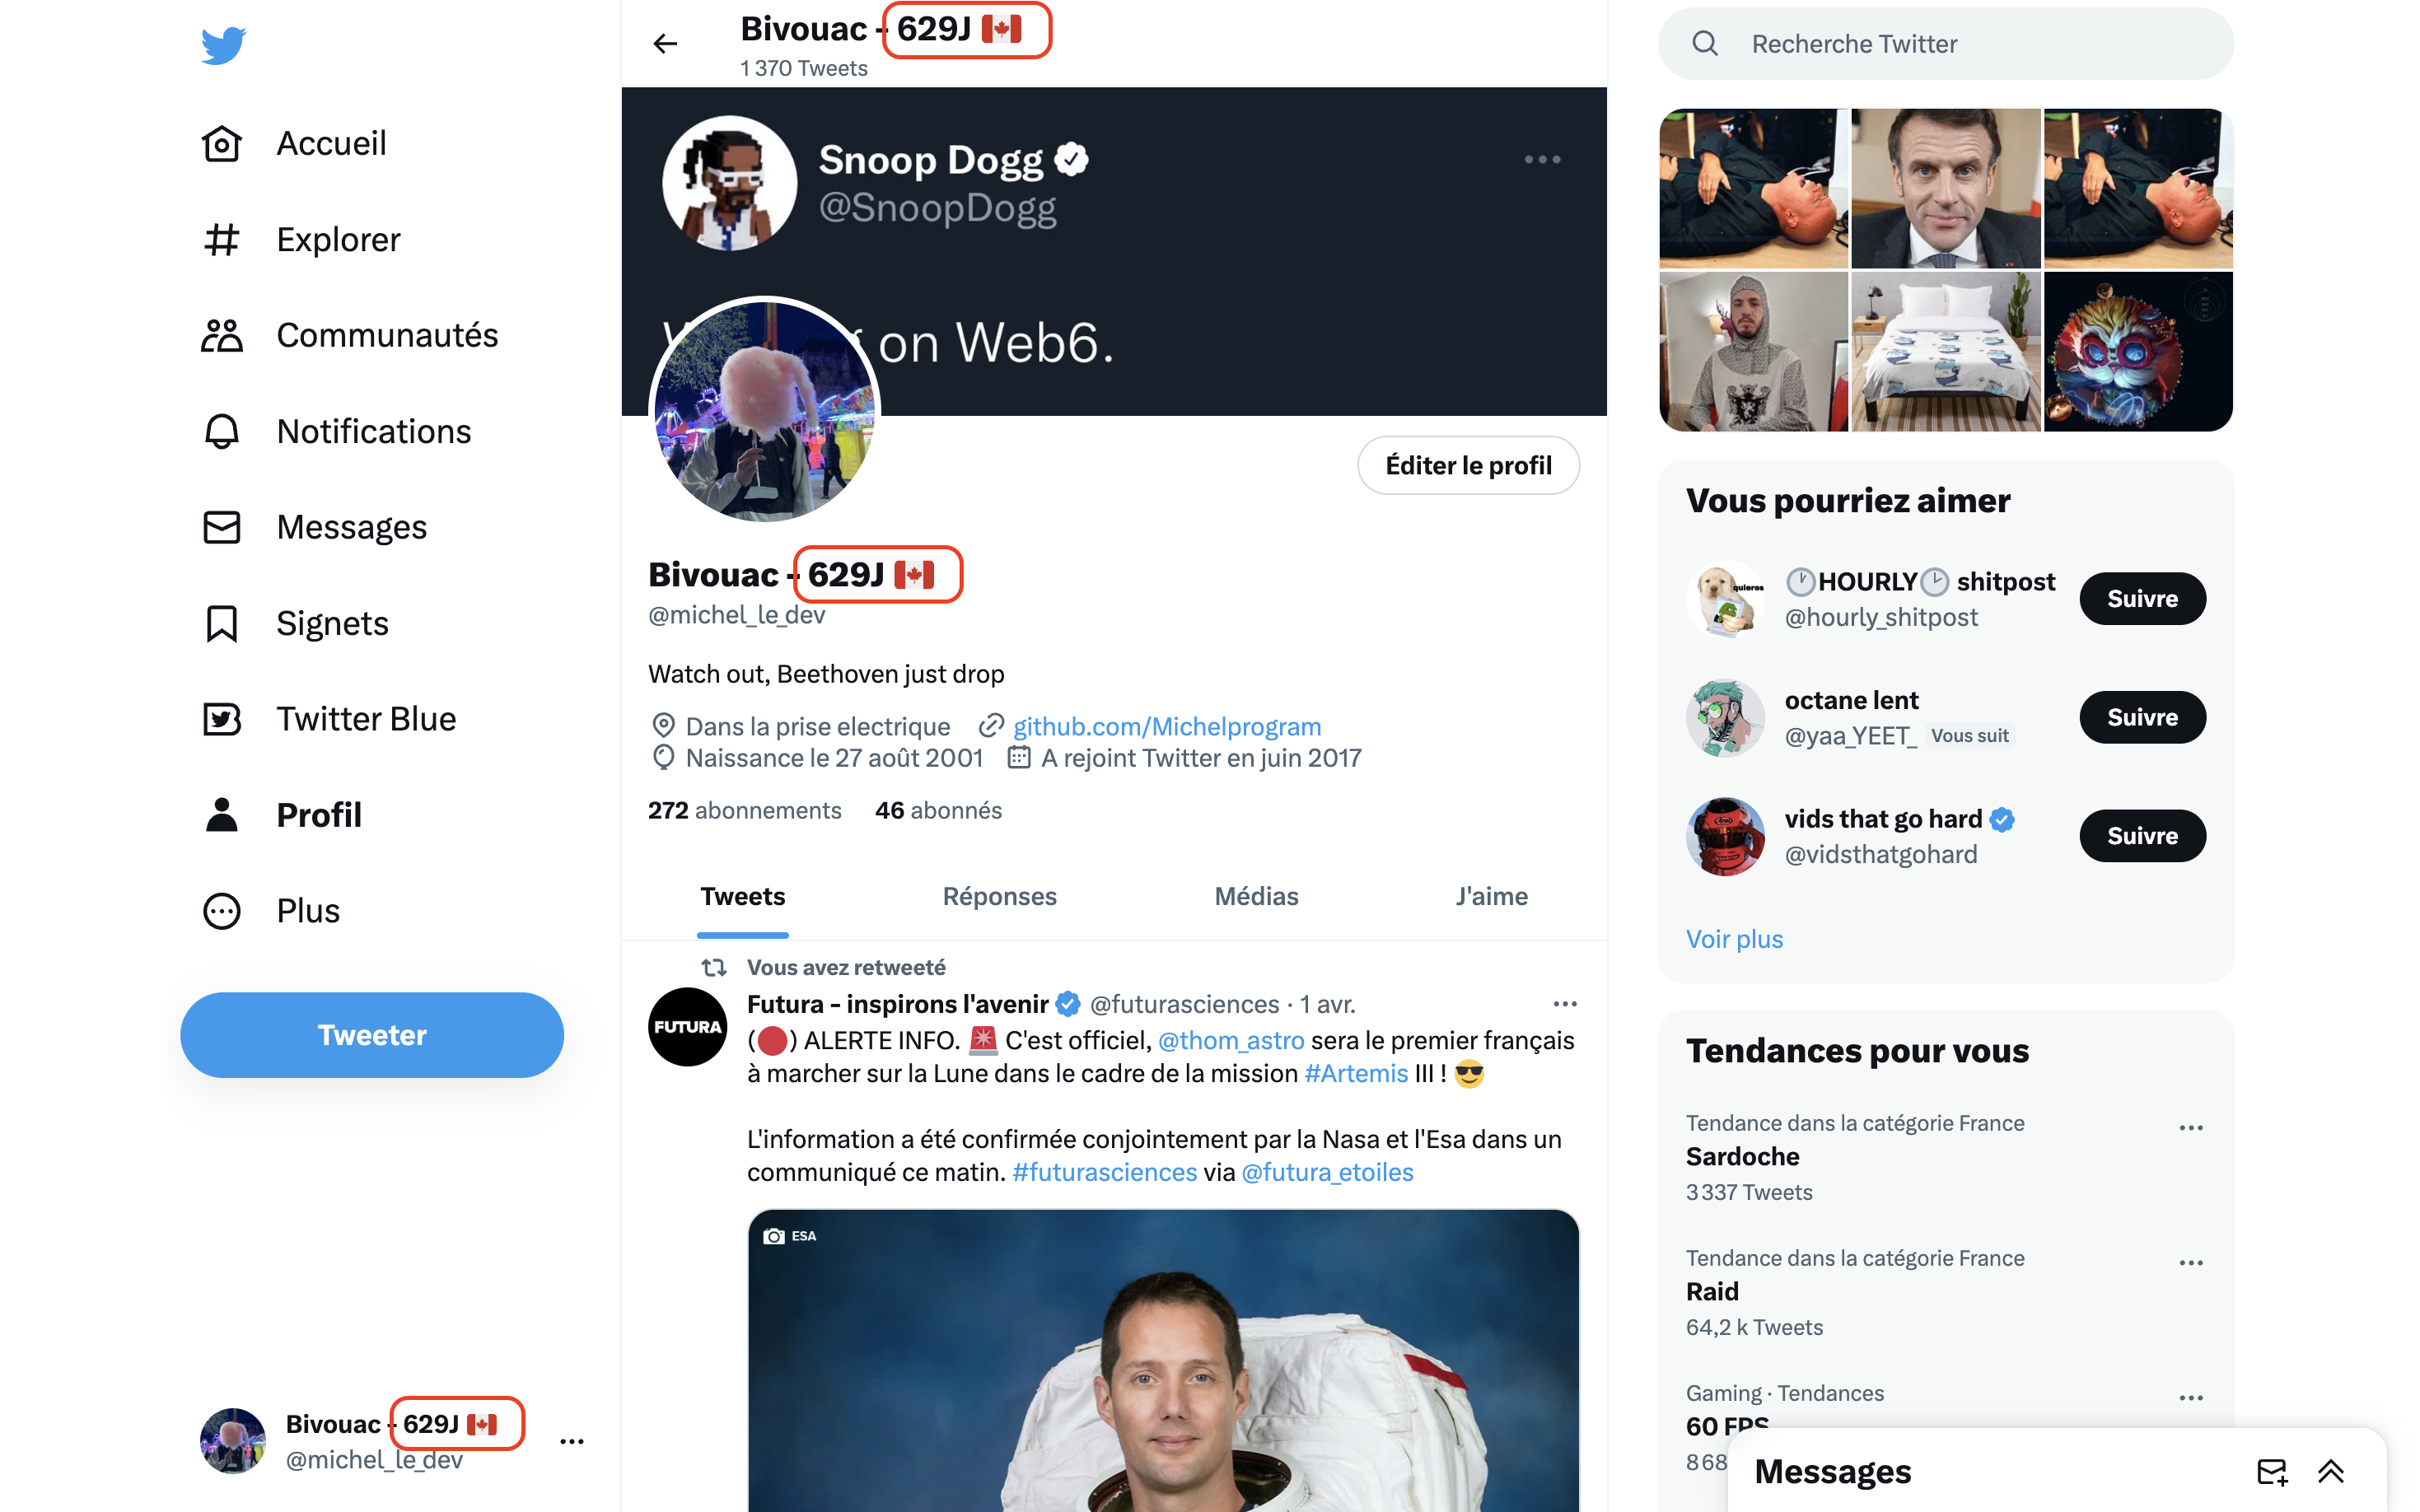 Accueil
Explorer
Communautés
Notifications
Messages
Signets
Twitter Blue
Profil
Plus
Tweeter
Bivouac - 629J 🇨🇦
@michel_le_dev
Bivouac - 629J 🇨🇦
1 370 Tweets
Snoop Dogg
@SnoopDogg
on Web6.
Éditer le profil
Bivouac - 629J 🇨🇦
@michel_le_dev
Watch out, Beethoven just drop
Dans la prise electrique github.com/Michelprogram
Naissance le 27 août 2001 A rejoint Twitter en juin 2017
272 abonnements 46 abonnés
Tweets Réponses Médias J'aime
Vous avez retweeté
FUTURA
Futura - inspirons l'avenir @futurasciences · 1 avr.
(🔴) ALERTE INFO. 🚨 C'est officiel, @thom_astro sera le premier français
à marcher sur la Lune dans le cadre de la mission #Artemis III ! 😎
L'information a été confirmée conjointement par la Nasa et l'Esa dans un
communiqué ce matin. #futurasciences via @futura_etoiles
ESA
Recherche Twitter
Vous pourriez aimer
quieres
🕐HOURLY🕑 shitpost
@hourly_shitpost
Suivre
octane lent
@yaa_YEET_ Vous suit
Suivre
vids that go hard
@vidsthatgohard
Suivre
Voir plus
Tendances pour vous
Tendance dans la catégorie France
Sardoche
3 337 Tweets
Tendance dans la catégorie France
Raid
64,2 k Tweets
Gaming · Tendances
60 FPS
8 68
Messages